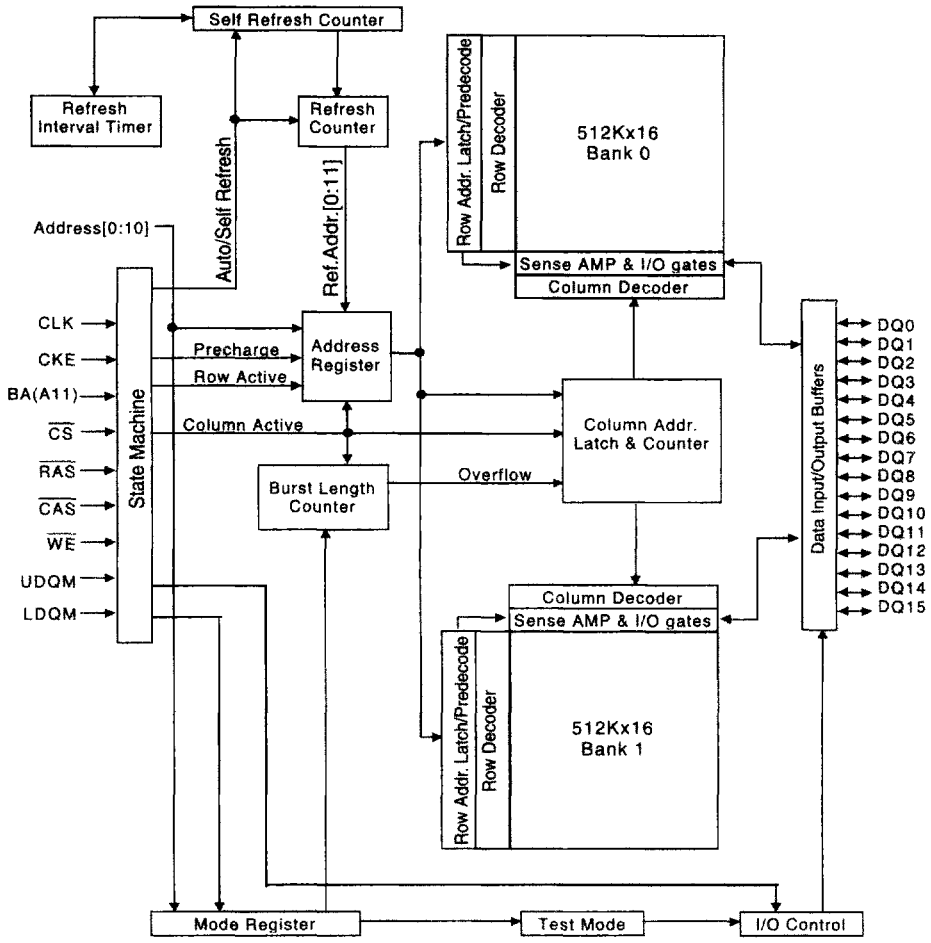 Self Refresh Counter
Refresh
Interval Timer
Refresh
Counter
Auto/Self Refresh
Ref.Addr.[0:11]
Address[0:10]
Row Addr. Latch/Predecode
Row Decoder
512Kx16
Bank 0
Sense AMP & I/O gates
Column Decoder
CLK
CKE
BA(A11)
CS
RAS
CAS
WE
UDQM
LDQM
State Machine
Precharge
Row Active
Column Active
Address
Register
Burst Length
Counter
Overflow
Column Addr.
Latch & Counter
Data Input/Output Buffers
DQ0
DQ1
DQ2
DQ3
DQ4
DQ5
DQ6
DQ7
DQ8
DQ9
DQ10
DQ11
DQ12
DQ13
DQ14
DQ15
Column Decoder
Sense AMP & I/O gates
Row Addr. Latch/Predecode
Row Decoder
512Kx16
Bank 1
Mode Register
Test Mode
I/O Control